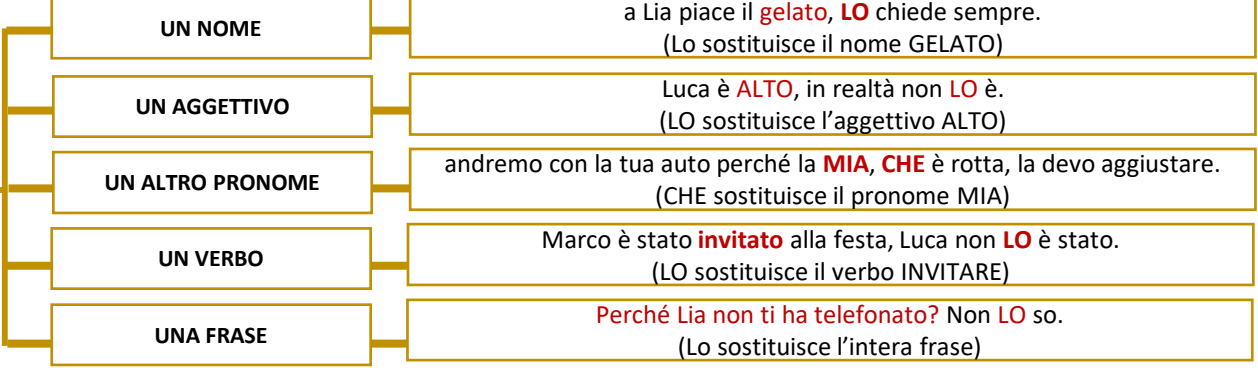 UN NOME
a Lia piace il gelato, LO chiede sempre.
(Lo sostituisce il nome GELATO)
UN AGGETTIVO
Luca è ALTO, in realtà non LO è.
(LO sostituisce l'aggettivo ALTO)
UN ALTRO PRONOME
andremo con la tua auto perché la MIA, CHE è rotta, la devo aggiustare.
(CHE sostituisce il pronome MIA)
UN VERBO
Marco è stato invitato alla festa, Luca non LO è stato.
(LO sostituisce il verbo INVITARE)
UNA FRASE
Perché Lia non ti ha telefonato? Non LO so.
(Lo sostituisce l'intera frase)